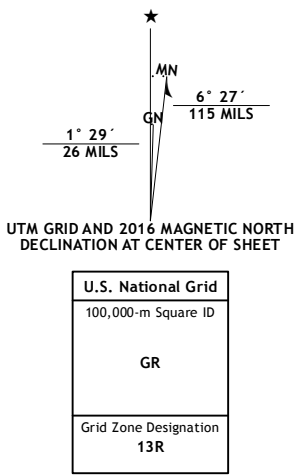 ★
MN
GN
6° 27´
115 MILS
1° 29´
26 MILS
UTM GRID AND 2016 MAGNETIC NORTH
DECLINATION AT CENTER OF SHEET
U.S. National Grid
100,000-m Square ID
GR
Grid Zone Designation
13R